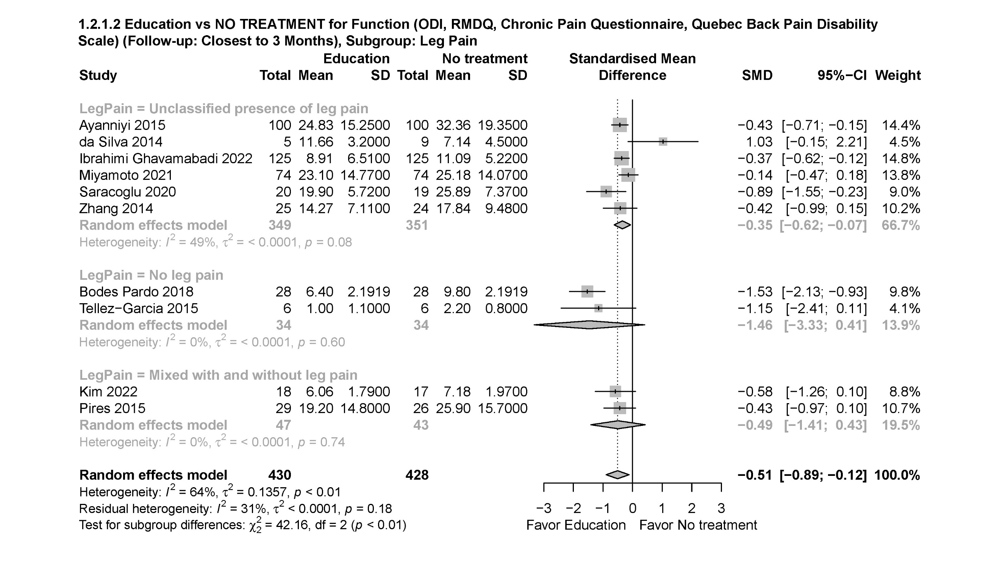 1.2.1.2 Education vs NO TREATMENT for Function (ODI, RMDQ, Chronic Pain Questionnaire, Quebec Back Pain Disability
Scale) (Follow-up: Closest to 3 Months), Subgroup: Leg Pain
Education No treatment Standardised Mean
Study Total Mean SD Total Mean SD Difference SMD 95%−CI Weight
LegPain = Unclassified presence of leg pain
Ayanniyi 2015 100 24.83 15.2500 100 32.36 19.3500 −0.43 [−0.71; −0.15] 14.4%
da Silva 2014 5 11.66 3.2000 9 7.14 4.5000 1.03 [−0.15; 2.21] 4.5%
Ibrahimi Ghavamabadi 2022 125 8.91 6.5100 125 11.09 5.2200 −0.37 [−0.62; −0.12] 14.8%
Miyamoto 2021 74 23.10 14.7700 74 25.18 14.0700 −0.14 [−0.47; 0.18] 13.8%
Saracoglu 2020 20 19.90 5.7200 19 25.89 7.3700 −0.89 [−1.55; −0.23] 9.0%
Zhang 2014 25 14.27 7.1100 24 17.84 9.4800 −0.42 [−0.99; 0.15] 10.2%
Random effects model 349 351 −0.35 [−0.62; −0.07] 66.7%
Heterogeneity: I² = 49%, τ² = < 0.0001, p = 0.08
LegPain = No leg pain
Bodes Pardo 2018 28 6.40 2.1919 28 9.80 2.1919 −1.53 [−2.13; −0.93] 9.8%
Tellez−Garcia 2015 6 1.00 1.1000 6 2.20 0.8000 −1.15 [−2.41; 0.11] 4.1%
Random effects model 34 34 −1.46 [−3.33; 0.41] 13.9%
Heterogeneity: I² = 0%, τ² = < 0.0001, p = 0.60
LegPain = Mixed with and without leg pain
Kim 2022 18 6.06 1.7900 17 7.18 1.9700 −0.58 [−1.26; 0.10] 8.8%
Pires 2015 29 19.20 14.8000 26 25.90 15.7000 −0.43 [−0.97; 0.10] 10.7%
Random effects model 47 43 −0.49 [−1.41; 0.43] 19.5%
Heterogeneity: I² = 0%, τ² = < 0.0001, p = 0.74
Random effects model 430 428 −0.51 [−0.89; −0.12] 100.0%
Heterogeneity: I² = 64%, τ² = 0.1357, p < 0.01
Residual heterogeneity: I² = 31%, τ² < 0.0001, p = 0.18
−3 −2 −1 0 1 2 3
Test for subgroup differences: χ²₂ = 42.16, df = 2 (p < 0.01)
Favor Education Favor No treatment